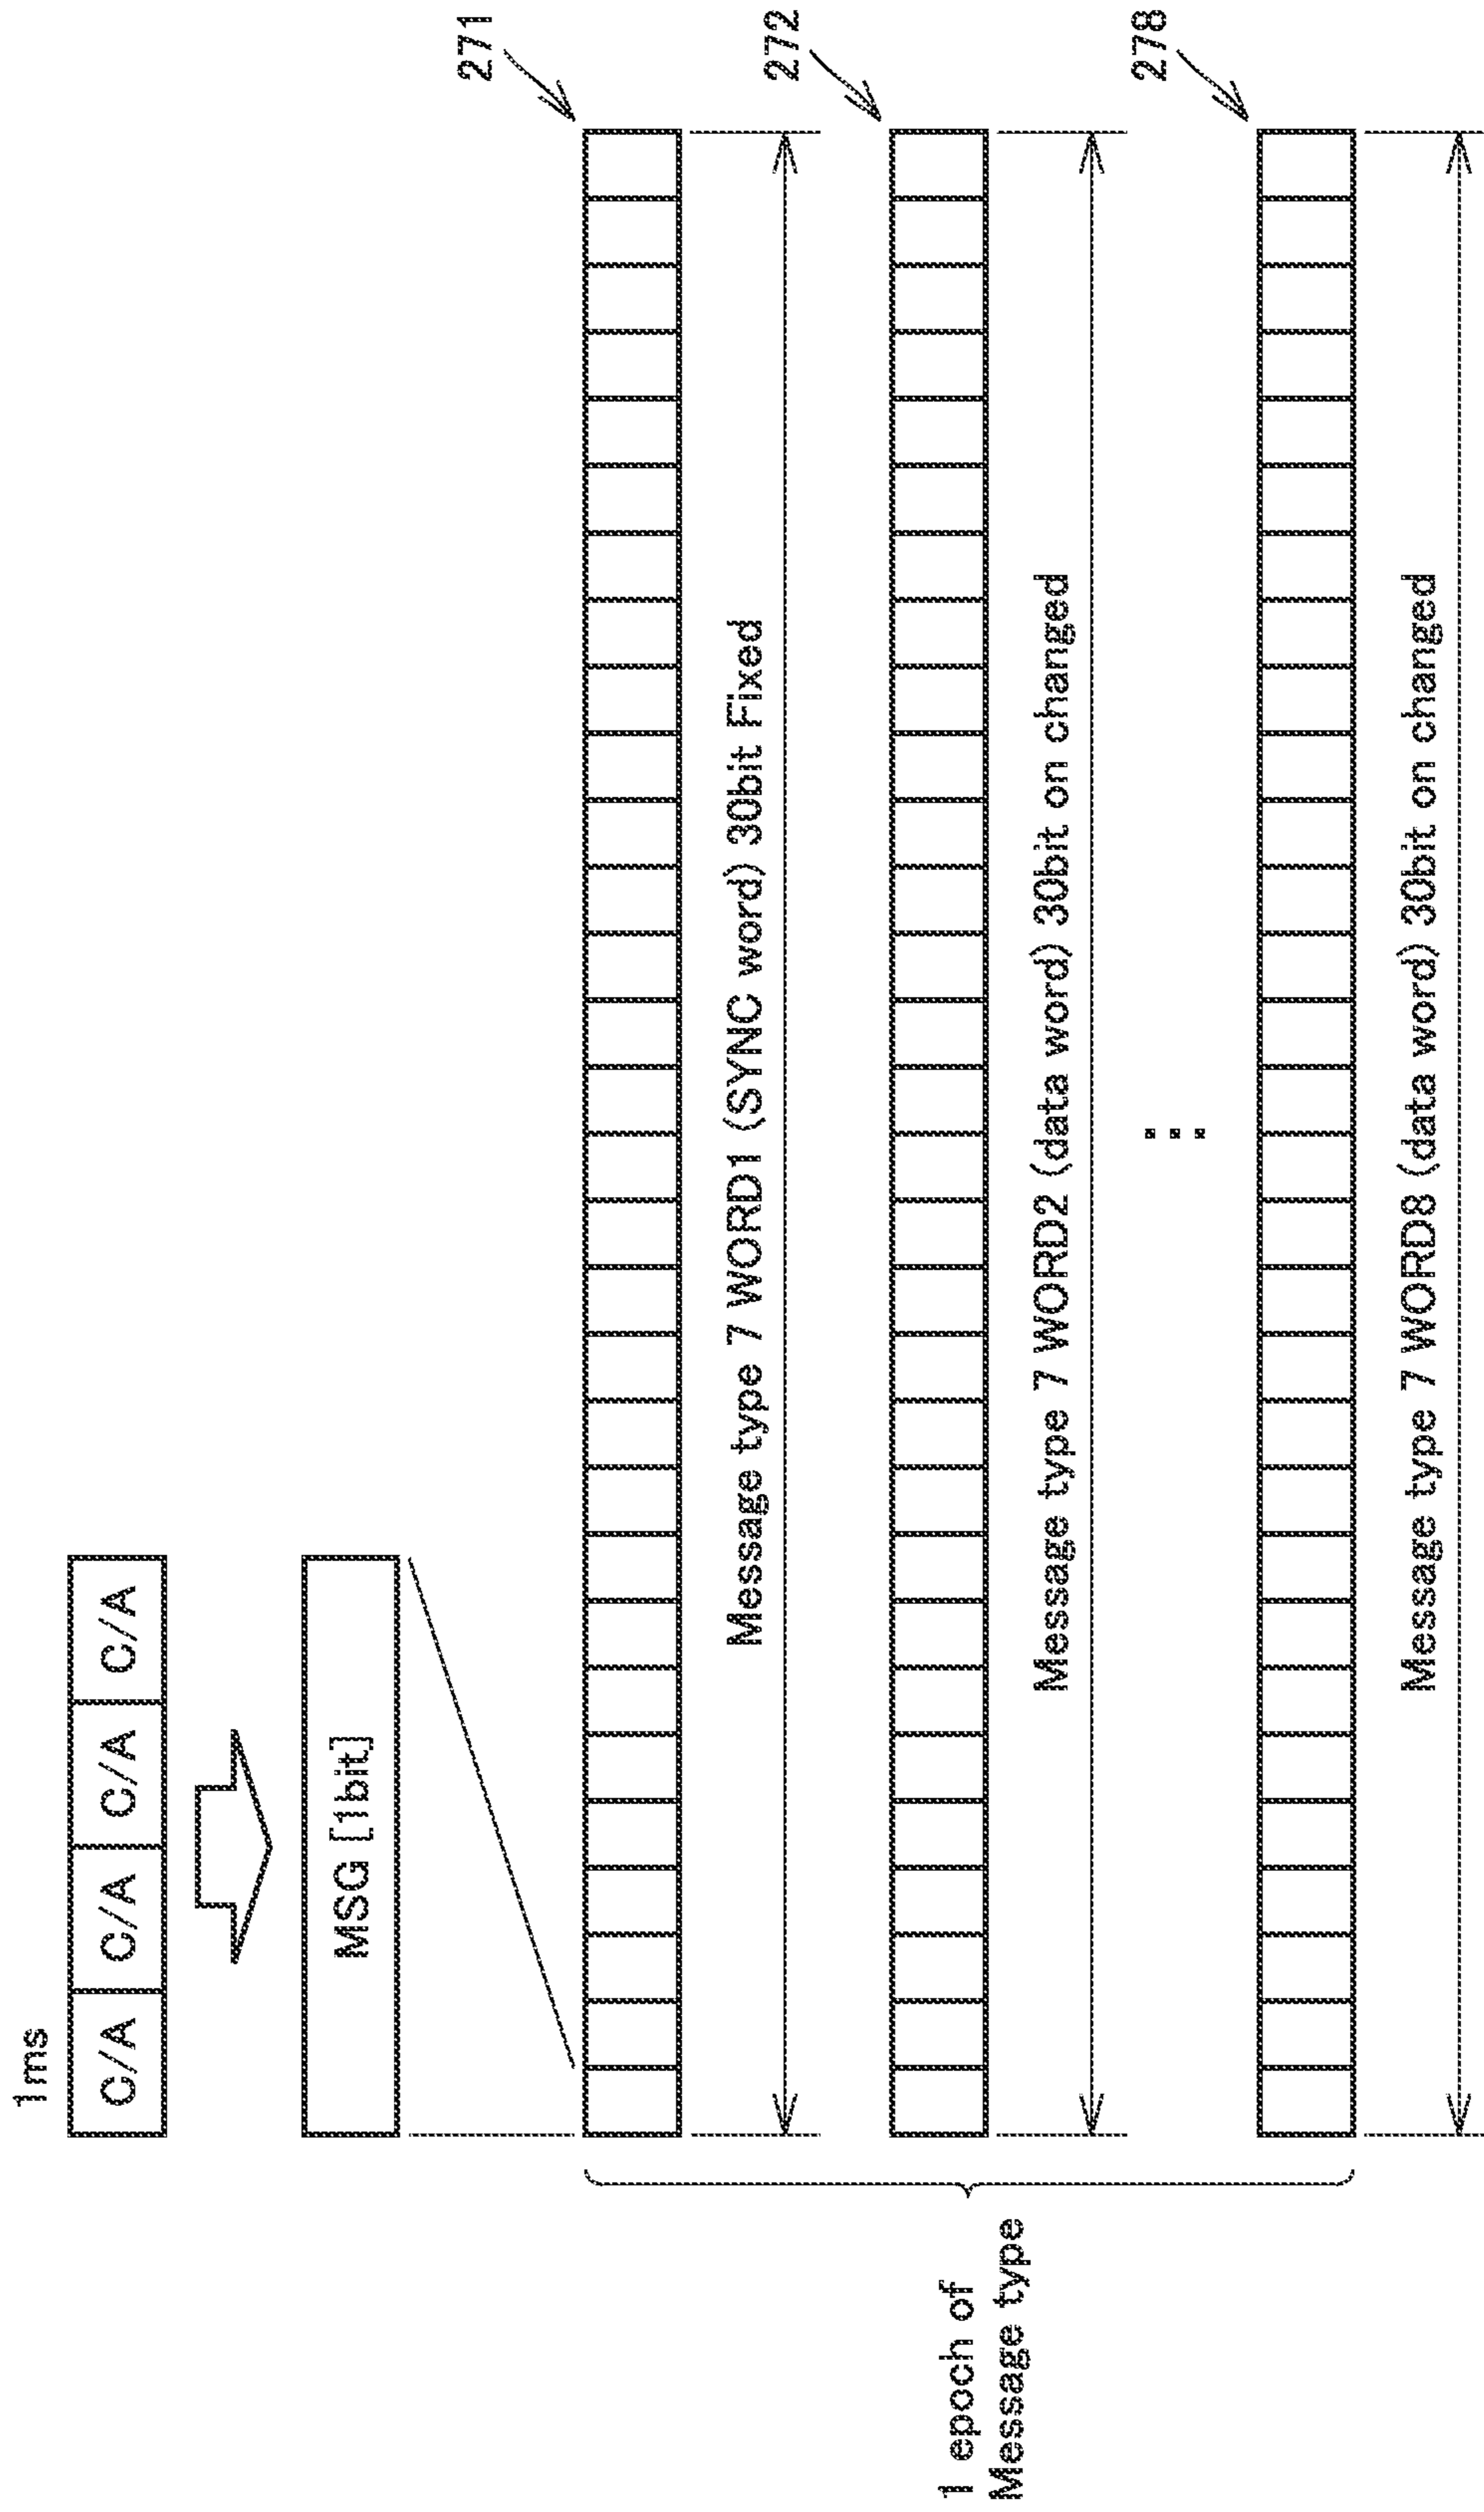 1ms
C/A C/A C/A C/A
MSG [1bit]
271
Message type 7 WORD1 (SYNC word) 30bit Fixed
272
Message type 7 WORD2 (data word) 30bit on changed
...
278
Message type 7 WORD8 (data word) 30bit on changed
1 epoch of
Message type